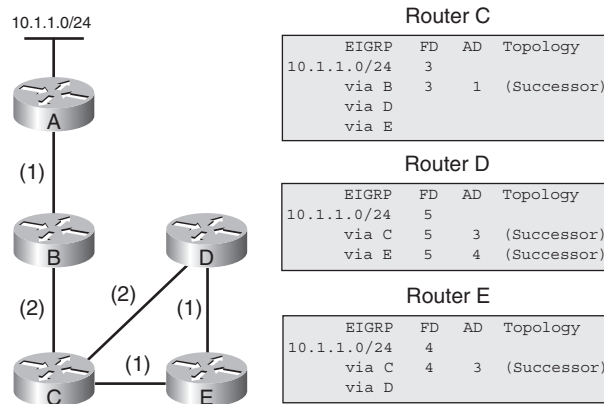 10.1.1.0/24
A
(1)
B
D
(2)
(2)
(1)
(1)
C
E
Router C
EIGRP FD AD Topology
10.1.1.0/24 3
via B 3 1 (Successor)
via D
via E
Router D
EIGRP FD AD Topology
10.1.1.0/24 5
via C 5 3 (Successor)
via E 5 4 (Successor)
Router E
EIGRP FD AD Topology
10.1.1.0/24 4
via C 4 3 (Successor)
via D